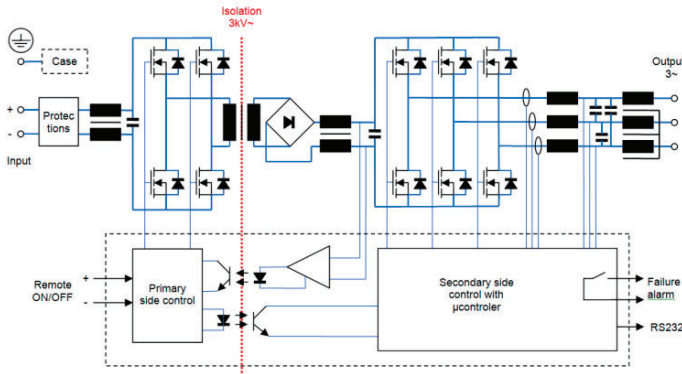 Isolation
3kV~
Output
3~
Case
+
-
Protec
tions
Input
Remote
ON/OFF
+
-
Primary
side control
Secondary side
control with
µcontroler
Failure
alarm
RS232